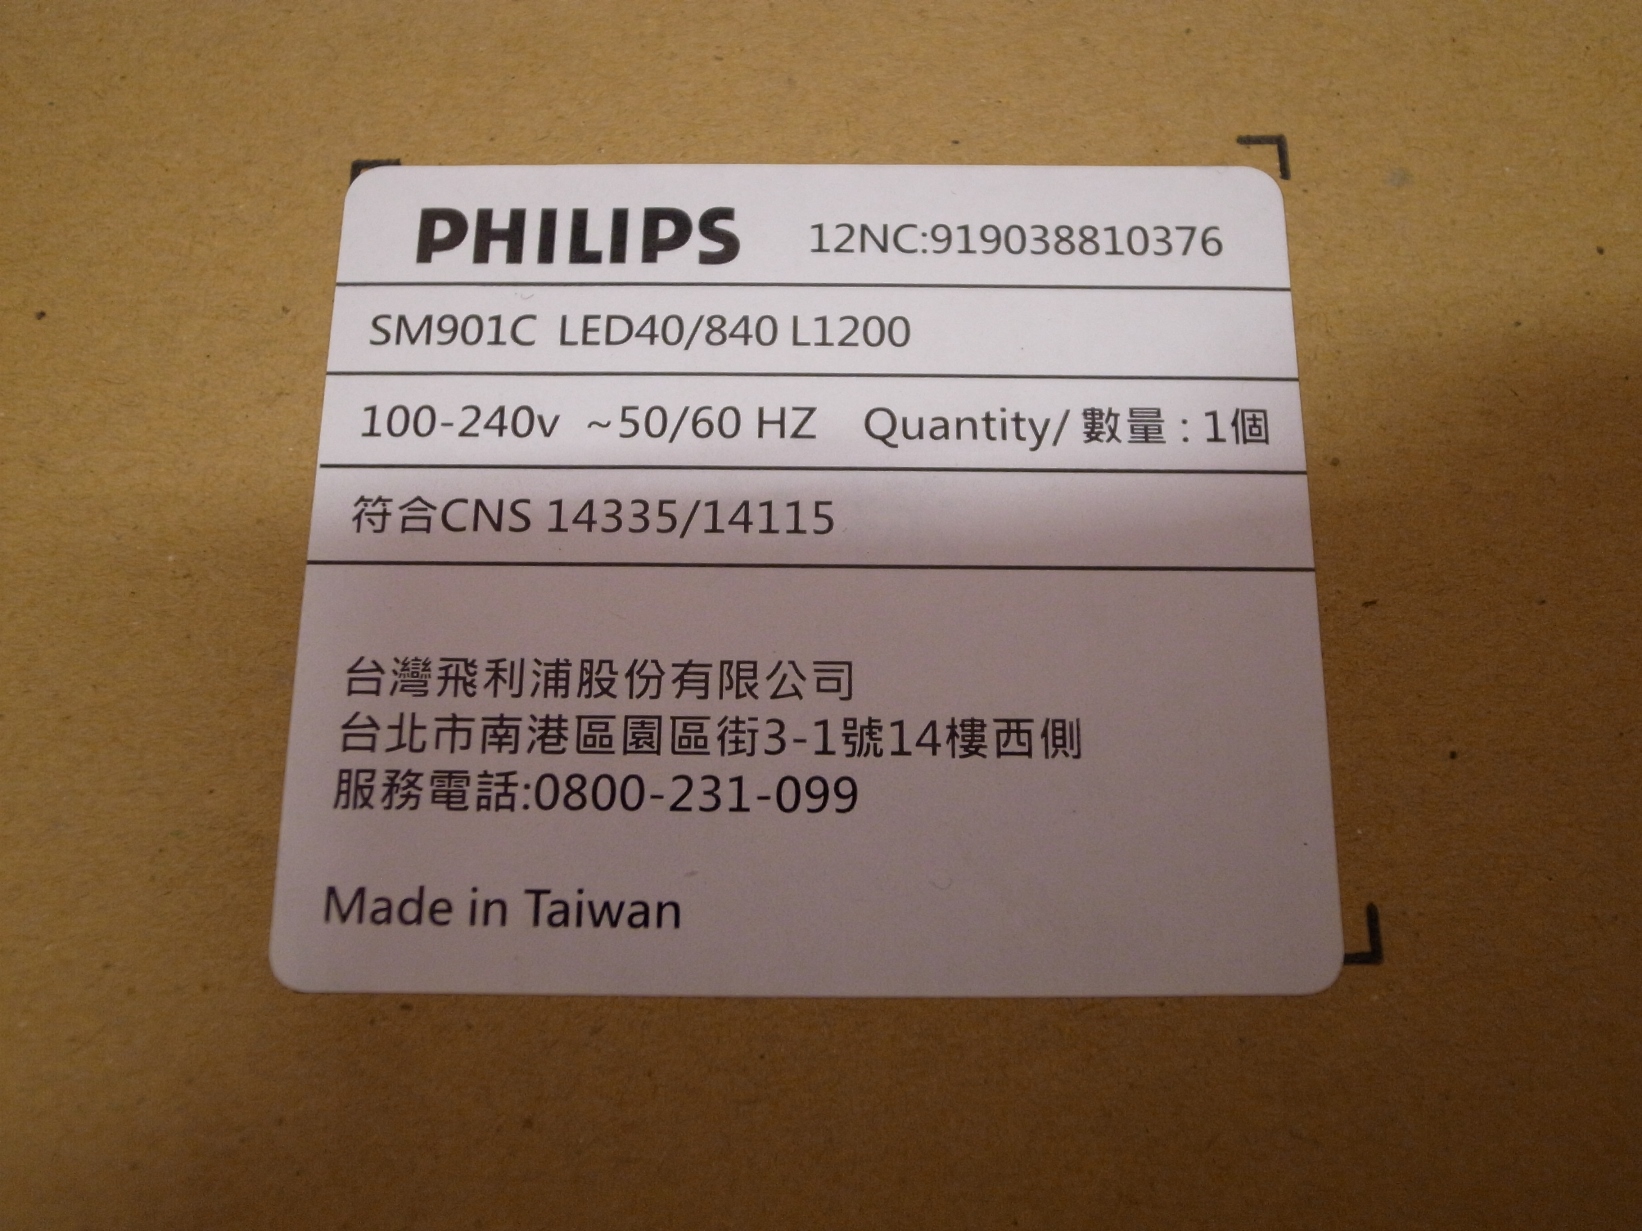 PHILIPS 12NC:919038810376
SM901C LED40/840 L1200
100-240v ~50/60 HZ Quantity/ 數量 : 1個
符合CNS 14335/14115
台灣飛利浦股份有限公司
台北市南港區園區街3-1號14樓西側
服務電話:0800-231-099
Made in Taiwan